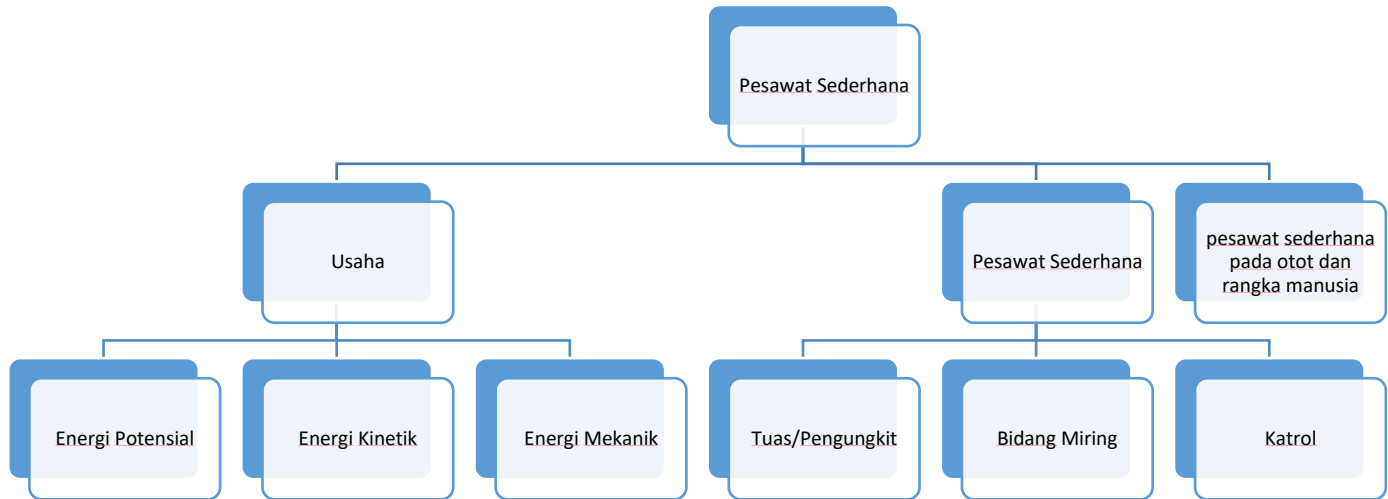 Pesawat Sederhana
Usaha
Pesawat Sederhana
pesawat sederhana
pada otot dan
rangka manusia
Energi Potensial
Energi Kinetik
Energi Mekanik
Tuas/Pengungkit
Bidang Miring
Katrol